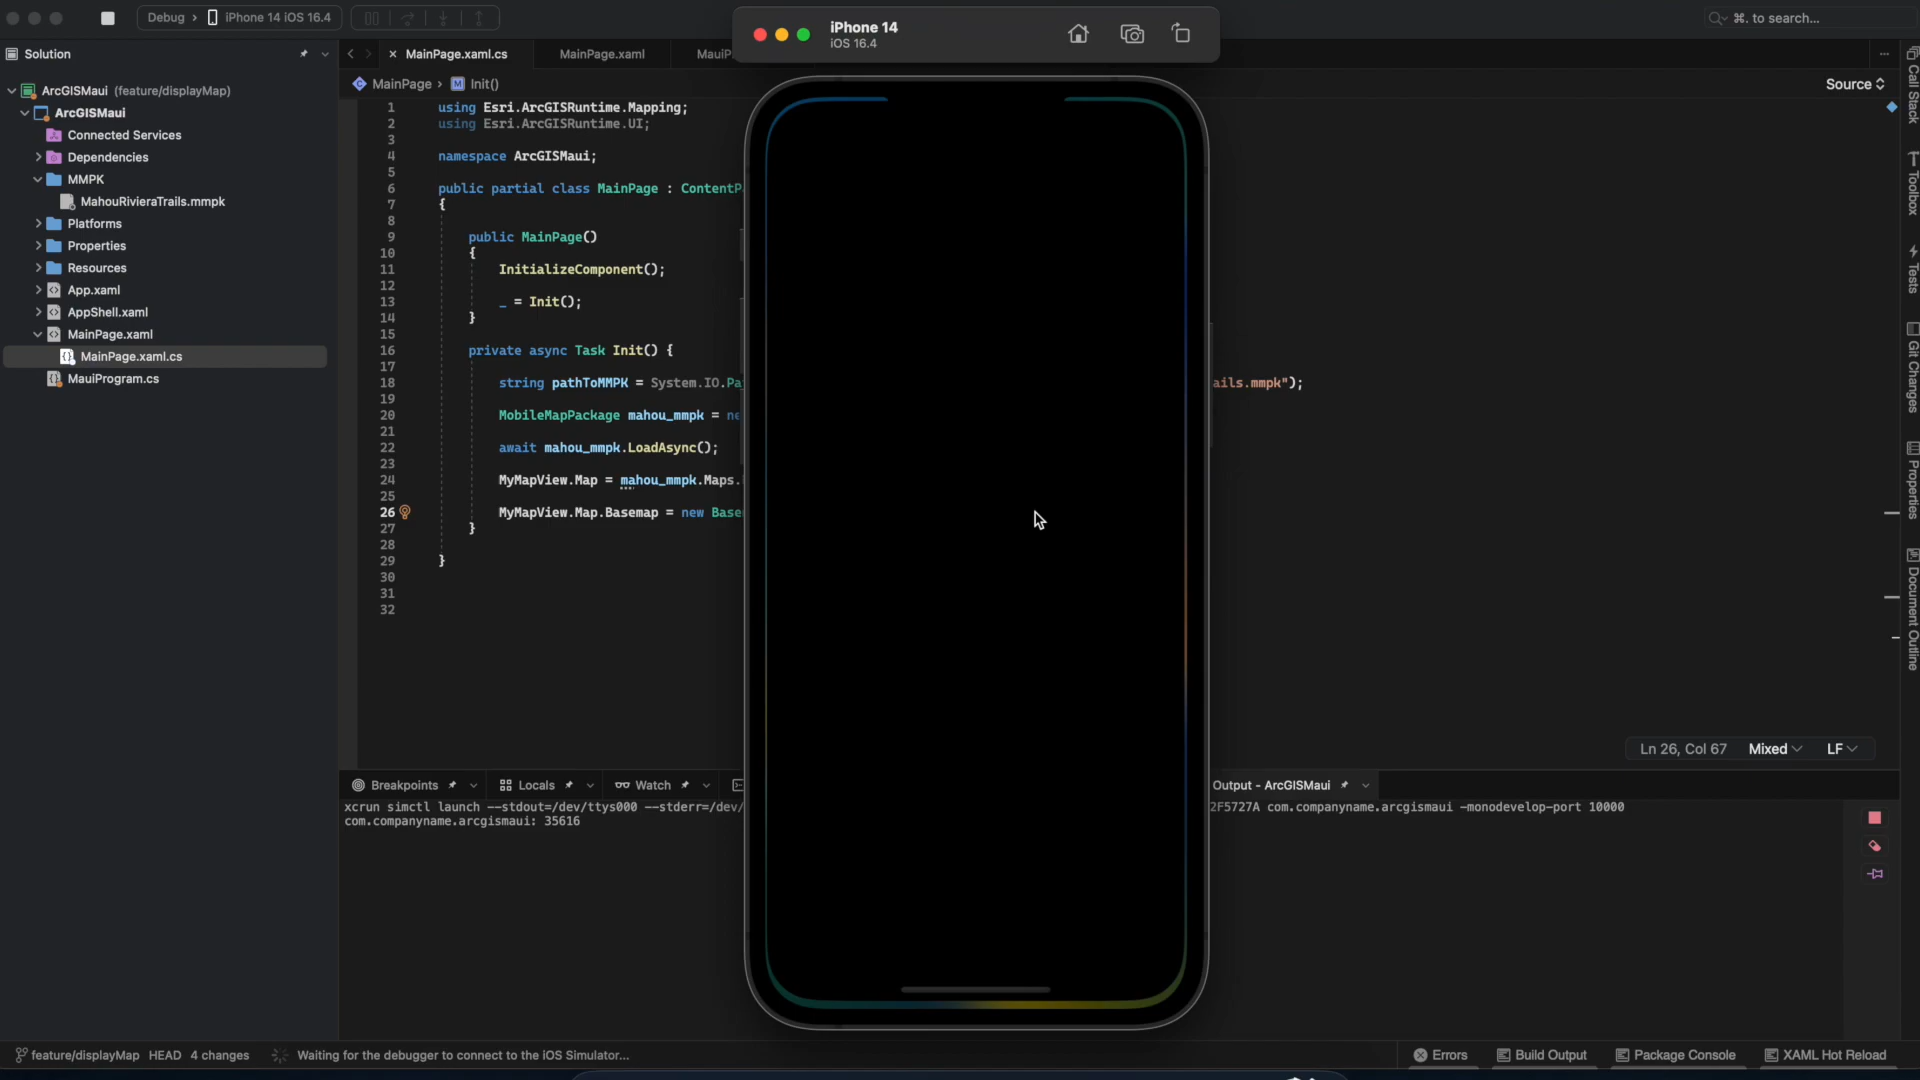 Debug › iPhone 14 iOS 16.4
iPhone 14
iOS 16.4
⌘. to search...
Solution
MainPage.xaml.cs
MainPage.xaml
MauiP
MainPage › Init()
Source
ArcGISMaui (feature/displayMap)
ArcGISMaui
Connected Services
Dependencies
MMPK
MahouRivieraTrails.mmpk
Platforms
Properties
Resources
App.xaml
AppShell.xaml
MainPage.xaml
MainPage.xaml.cs
MauiProgram.cs
1 using Esri.ArcGISRuntime.Mapping;
2 using Esri.ArcGISRuntime.UI;
3
4 namespace ArcGISMaui;
5
6 public partial class MainPage : ContentP
7 {
8
9 public MainPage()
10 {
11 InitializeComponent();
12
13 _ = Init();
14 }
15
16 private async Task Init() {
17
18 string pathToMMPK = System.IO.Pa ails.mmpk");
19
20 MobileMapPackage mahou_mmpk = ne
21
22 await mahou_mmpk.LoadAsync();
23
24 MyMapView.Map = mahou_mmpk.Maps.
25
26 MyMapView.Map.Basemap = new Base
27 }
28
29 }
30
31
32
Call Stack
Toolbox
Tests
Git Changes
Properties
Document Outline
Ln 26, Col 67 Mixed LF
Breakpoints
Locals
Watch
Output - ArcGISMaui
xcrun simctl launch --stdout=/dev/ttys000 --stderr=/dev/ 2F5727A com.companyname.arcgismaui -monodevelop-port 10000
com.companyname.arcgismaui: 35616
feature/displayMap HEAD 4 changes
Waiting for the debugger to connect to the iOS Simulator...
Errors
Build Output
Package Console
XAML Hot Reload